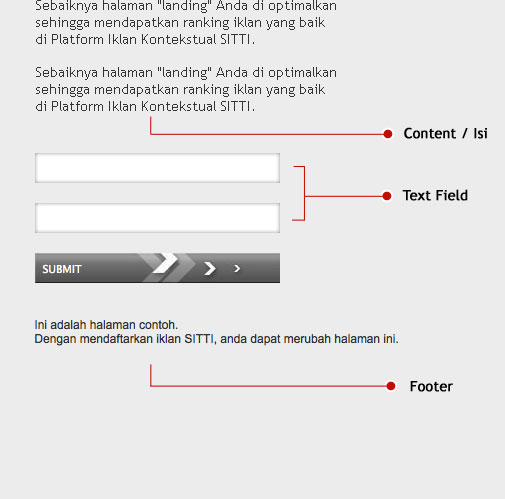 Sebaiknya halaman "landing" Anda di optimalkan
sehingga mendapatkan ranking iklan yang baik
di Platform Iklan Kontekstual SITTI.
Sebaiknya halaman "landing" Anda di optimalkan
sehingga mendapatkan ranking iklan yang baik
di Platform Iklan Kontekstual SITTI.
Content / Isi
Text Field
SUBMIT
Ini adalah halaman contoh.
Dengan mendaftarkan iklan SITTI, anda dapat merubah halaman ini.
Footer